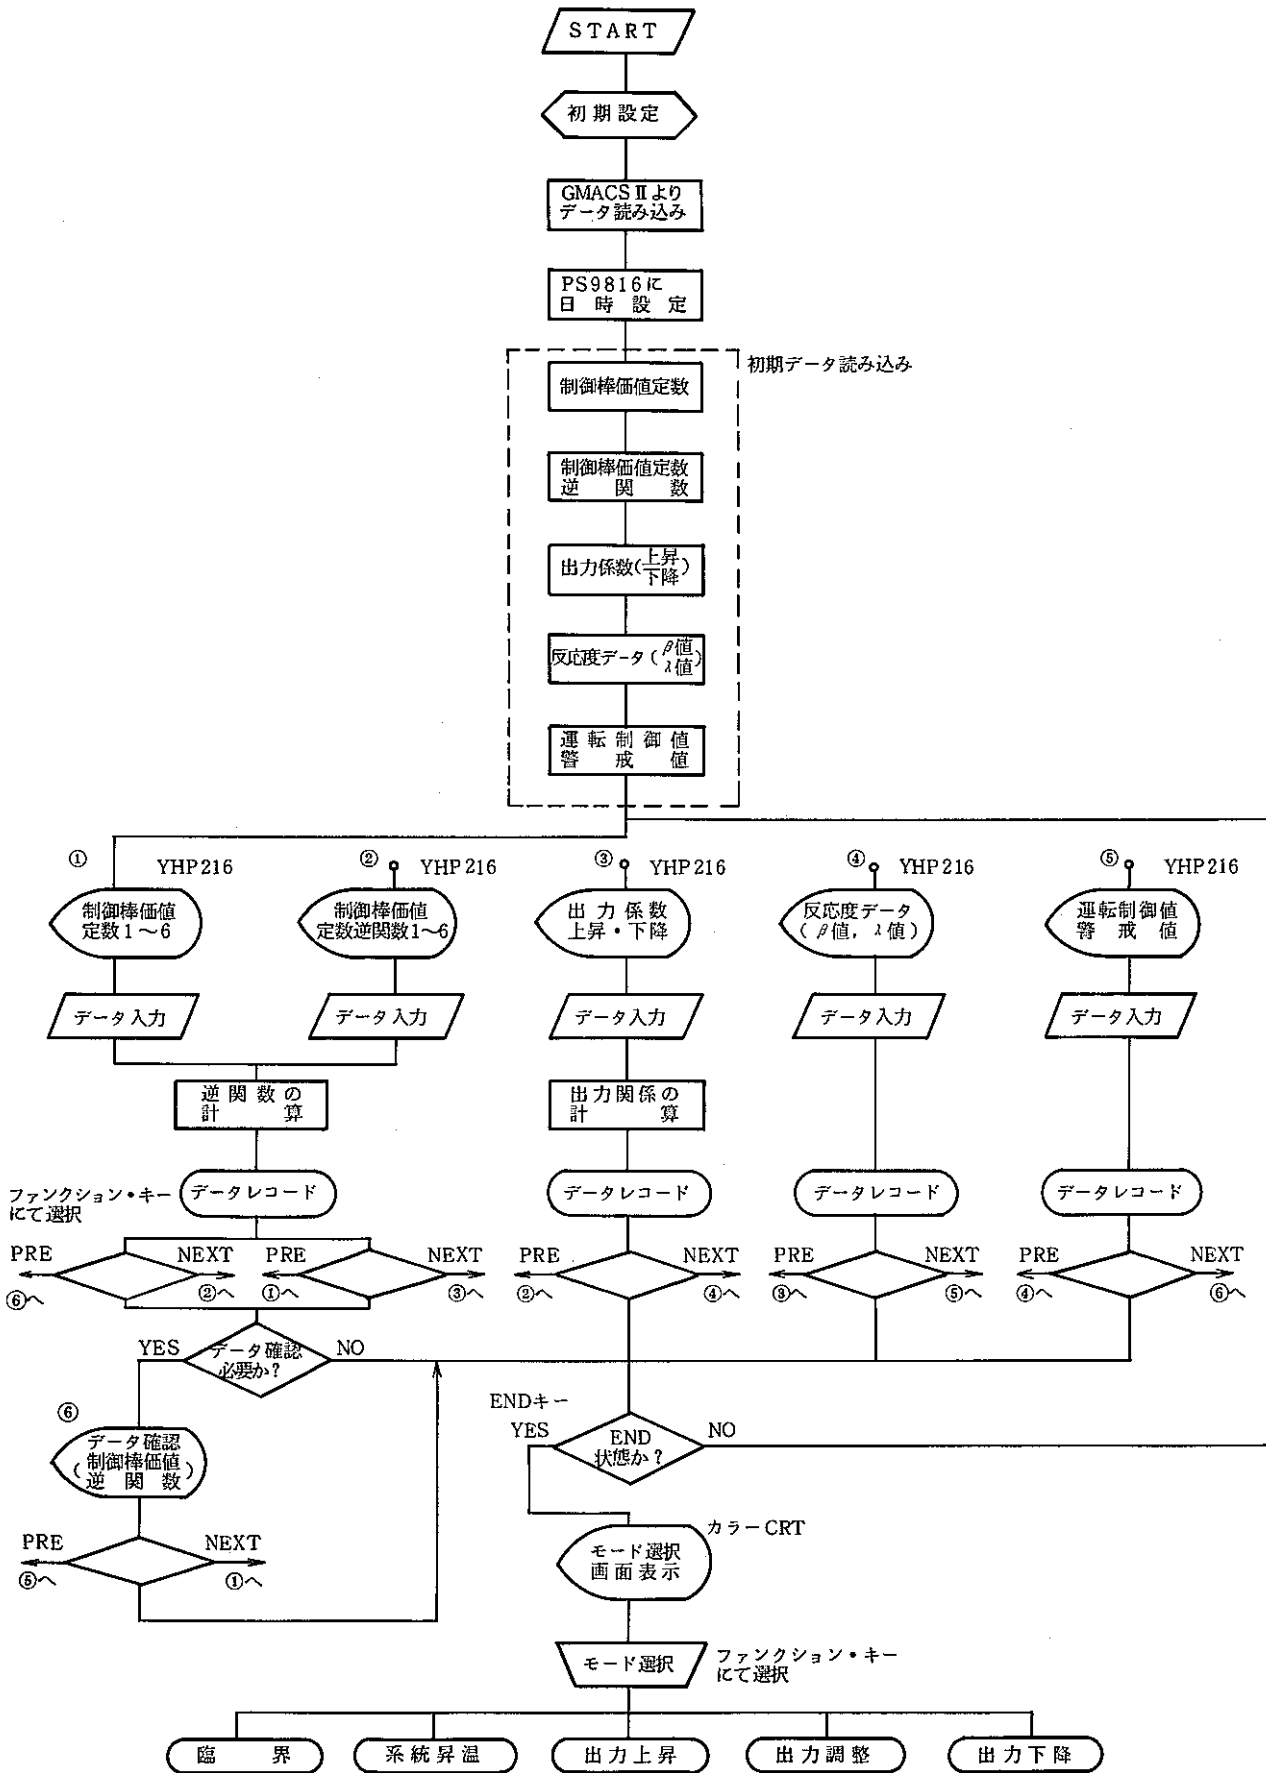 START
初期設定
GMACSⅡより
データ読み込み
PS9816に
日時設定
初期データ読み込み
制御棒価値定数
制御棒価値定数
逆関数
出力係数(上昇
下降)
反応度データ(β値
λ値)
運転制御値
警戒値
① YHP216
② YHP216
③ YHP216
④ YHP216
⑤ YHP216
制御棒価値
定数1～6
制御棒価値
定数逆関数1～6
出力係数
上昇・下降
反応度データ
(β値, λ値)
運転制御値
警戒値
データ入力
データ入力
データ入力
データ入力
データ入力
逆関数の
計算
出力関係の
計算
ファンクション・キー
にて選択
データレコード
データレコード
データレコード
データレコード
PRE NEXT
⑥へ ②へ
PRE NEXT
①へ ③へ
PRE NEXT
②へ ④へ
PRE NEXT
③へ ⑤へ
PRE NEXT
④へ ⑥へ
YES データ確認 NO
必要か?
⑥
データ確認
(制御棒価値)
逆関数
PRE NEXT
⑤へ ①へ
ENDキー
YES END NO
状態か?
カラーCRT
モード選択
画面表示
モード選択
ファンクション・キー
にて選択
臨界
系統昇温
出力上昇
出力調整
出力下降